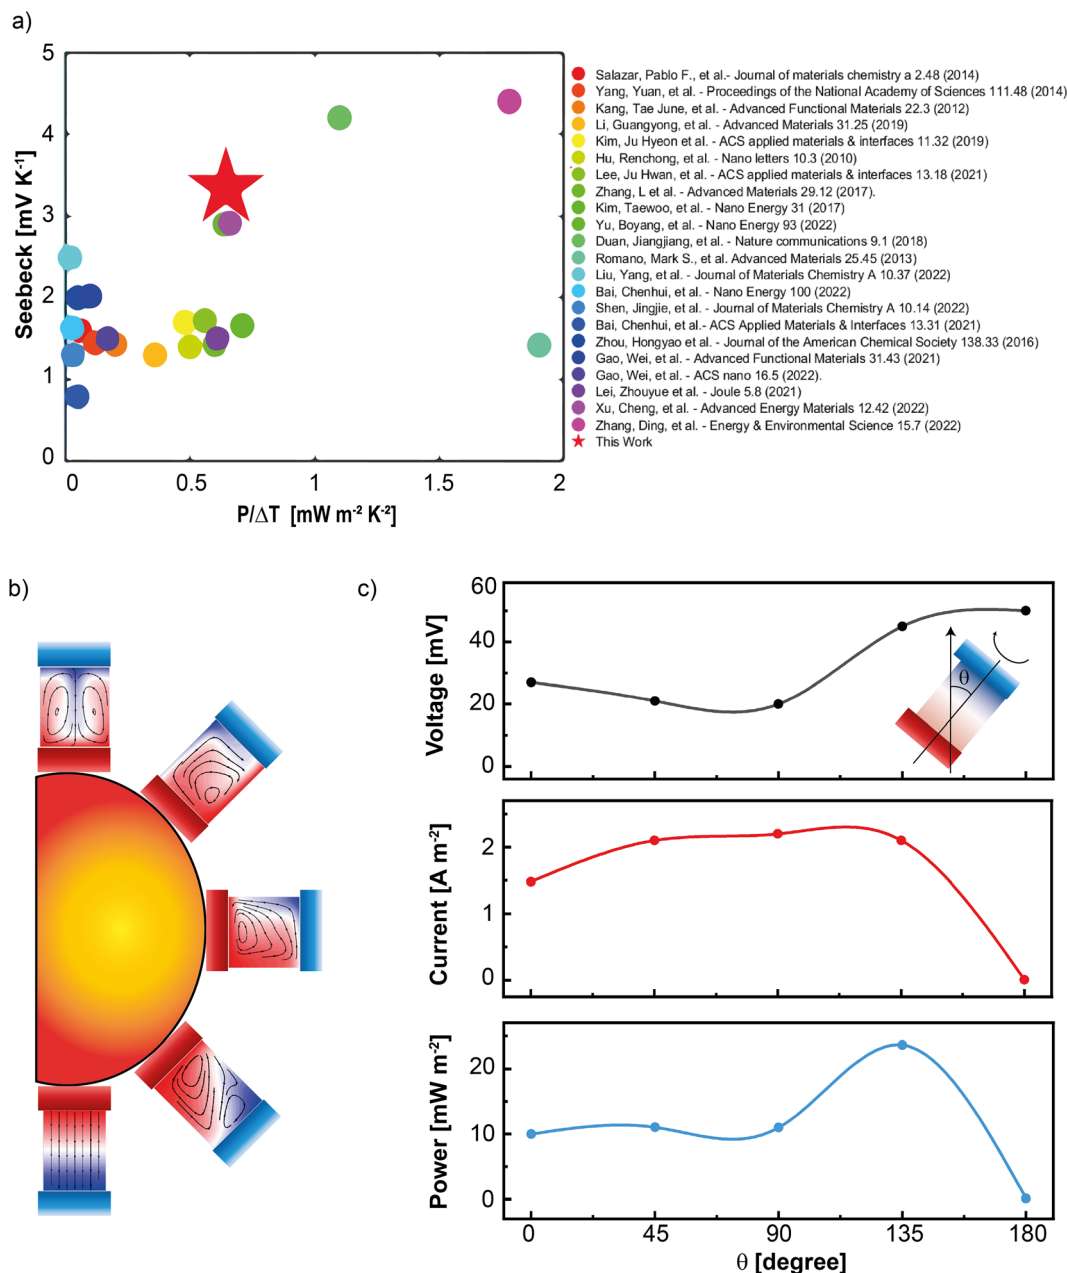 a)
5
4
3
2
1
0
Seebeck [mV K⁻¹]
0 0.5 1 1.5 2
P/ΔT [mW m⁻² K⁻²]
Salazar, Pablo F., et al.- Journal of materials chemistry a 2.48 (2014)
Yang, Yuan, et al. - Proceedings of the National Academy of Sciences 111.48 (2014)
Kang, Tae June, et al. - Advanced Functional Materials 22.3 (2012)
Li, Guangyong, et al. - Advanced Materials 31.25 (2019)
Kim, Ju Hyeon et al. - ACS applied materials & interfaces 11.32 (2019)
Hu, Renchong, et al. - Nano letters 10.3 (2010)
Lee, Ju Hwan, et al. - ACS applied materials & interfaces 13.18 (2021)
Zhang, L et al. - Advanced Materials 29.12 (2017).
Kim, Taewoo, et al. - Nano Energy 31 (2017)
Yu, Boyang, et al. - Nano Energy 93 (2022)
Duan, Jiangjiang, et al. - Nature communications 9.1 (2018)
Romano, Mark S., et al. Advanced Materials 25.45 (2013)
Liu, Yang, et al. - Journal of Materials Chemistry A 10.37 (2022)
Bai, Chenhui, et al. - Nano Energy 100 (2022)
Shen, Jingjie, et al. - Journal of Materials Chemistry A 10.14 (2022)
Bai, Chenhui, et al. - ACS Applied Materials & Interfaces 13.31 (2021)
Zhou, Hongyao et al. - Journal of the American Chemical Society 138.33 (2016)
Gao, Wei, et al. - Advanced Functional Materials 31.43 (2021)
Gao, Wei, et al. - ACS nano 16.5 (2022).
Lei, Zhouyue et al. - Joule 5.8 (2021)
Xu, Cheng, et al. - Advanced Energy Materials 12.42 (2022)
Zhang, Ding, et al. - Energy & Environmental Science 15.7 (2022)
This Work
b)
c)
60
40
20
0
Voltage [mV]
θ
2
1
0
Current [A m⁻²]
20
10
0
Power [mW m⁻²]
0 45 90 135 180
θ [degree]